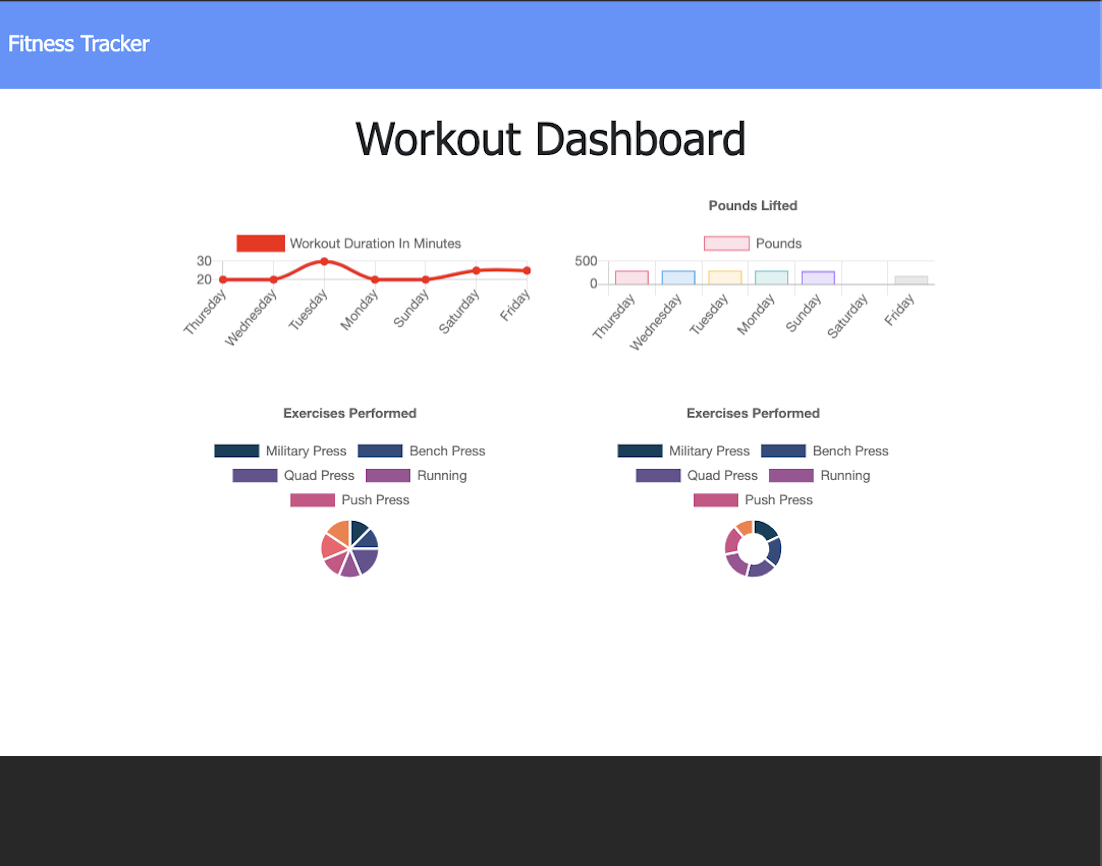 Fitness Tracker
Workout Dashboard
Workout Duration In Minutes
30
20
Thursday
Wednesday
Tuesday
Monday
Sunday
Saturday
Friday
Pounds Lifted
Pounds
500
0
Thursday
Wednesday
Tuesday
Monday
Sunday
Saturday
Friday
Exercises Performed
Military Press Bench Press
Quad Press Running
Push Press
Exercises Performed
Military Press Bench Press
Quad Press Running
Push Press